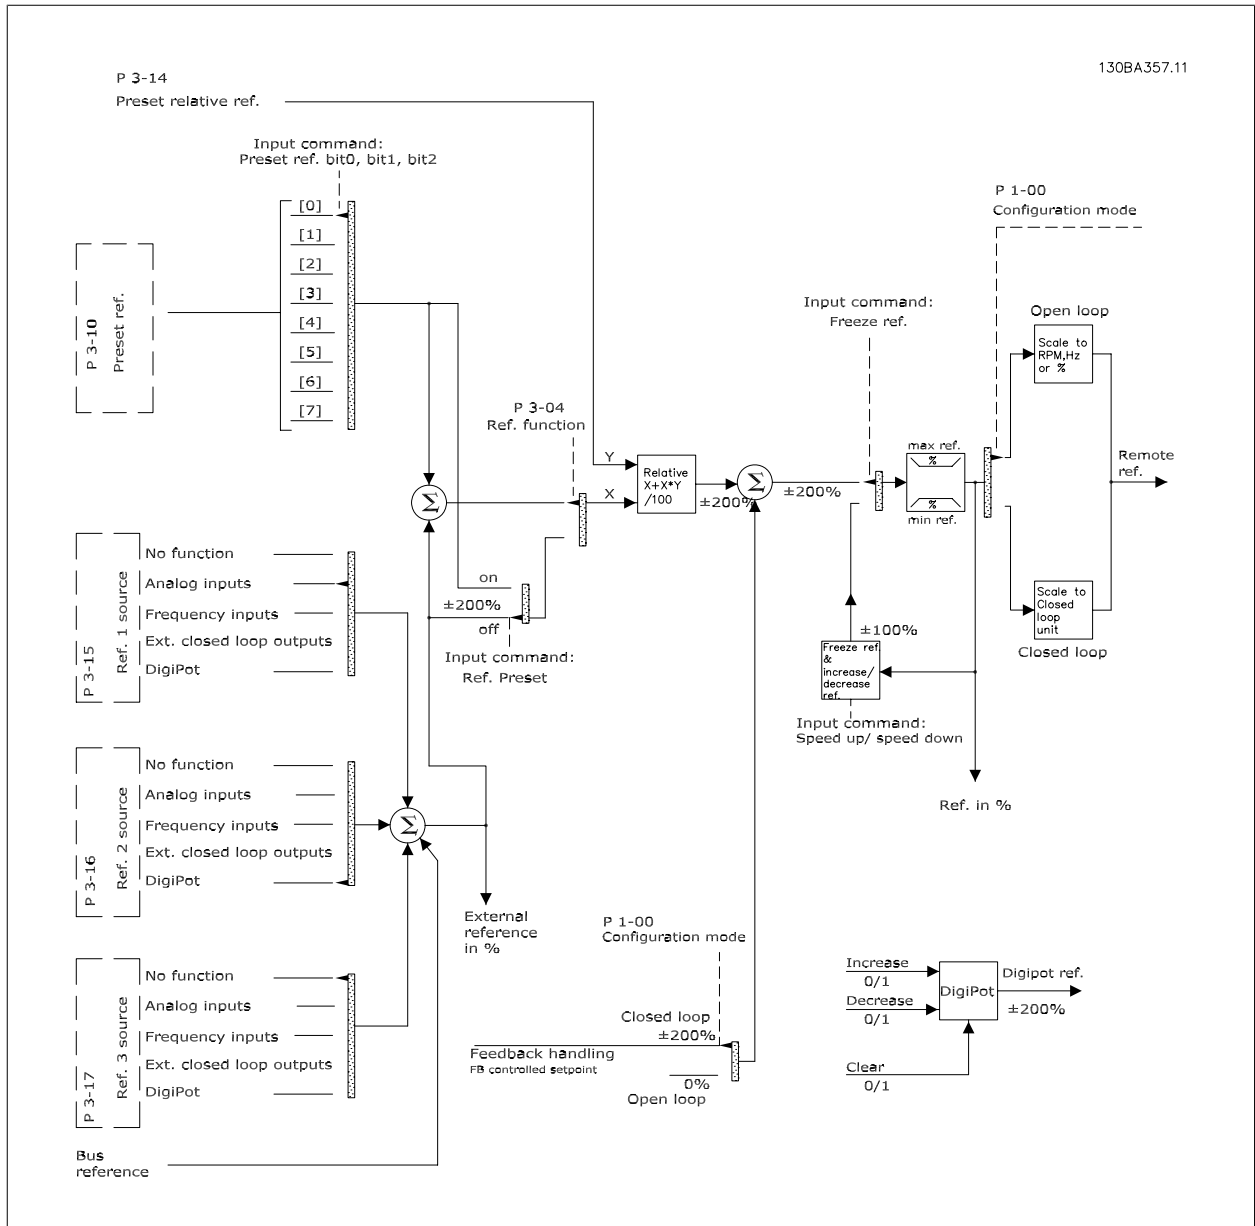 130BA357.11
P 3-14
Preset relative ref.
Input command:
Preset ref. bit0, bit1, bit2
[0]
[1]
[2]
[3]
[4]
[5]
[6]
[7]
P 3-10
Preset ref.
P 1-00
Configuration mode
Input command:
Freeze ref.
Open loop
Scale to
RPM,Hz
or %
P 3-04
Ref. function
Y
X
Relative
X+X*Y
/100
±200%
Σ
±200%
max ref.
%
%
min ref.
Remote
ref.
Σ
on
±200%
off
Input command:
Ref. Preset
P 3-15
Ref. 1 source
No function
Analog inputs
Frequency inputs
Ext. closed loop outputs
DigiPot
Scale to
Closed
loop
unit
Closed loop
±100%
Freeze ref.
&
increase/
decrease
ref.
Input command:
Speed up/ speed down
Ref. in %
P 3-16
Ref. 2 source
No function
Analog inputs
Frequency inputs
Ext. closed loop outputs
DigiPot
Σ
External
reference
in %
P 3-17
Ref. 3 source
No function
Analog inputs
Frequency inputs
Ext. closed loop outputs
DigiPot
Bus
reference
P 1-00
Configuration mode
Closed loop
±200%
Feedback handling
FB controlled setpoint
0%
Open loop
Increase
0/1
Decrease
0/1
Clear
0/1
DigiPot
Digipot ref.
±200%